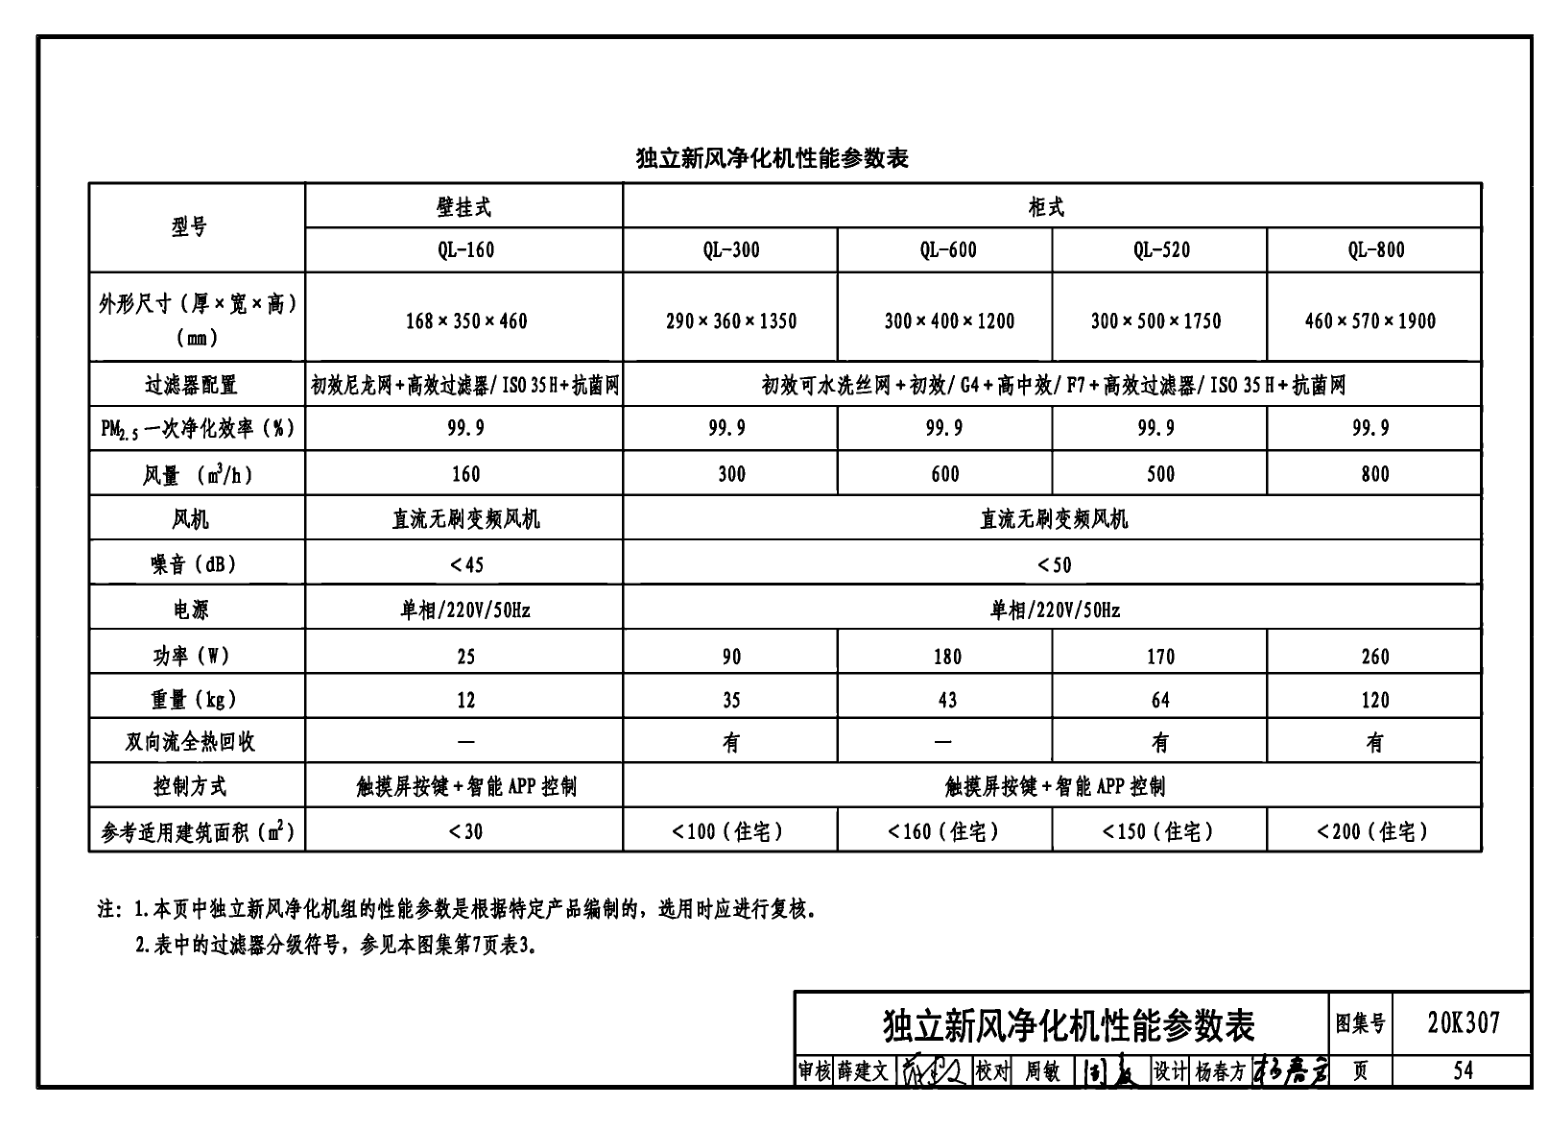 独立新风净化机性能参数表
型号 壁挂式 柜式
QL-160 QL-300 QL-600 QL-520 QL-800
外形尺寸(厚×宽×高)
(mm) 168×350×460 290×360×1350 300×400×1200 300×500×1750 460×570×1900
过滤器配置 初效尼龙网+高效过滤器/ISO 35H+抗菌网 初效可水洗丝网+初效/G4+高中效/F7+高效过滤器/ISO 35H+抗菌网
PM2.5一次净化效率(%) 99.9 99.9 99.9 99.9 99.9
风量 (m³/h) 160 300 600 500 800
风机 直流无刷变频风机 直流无刷变频风机
噪音(dB) <45 <50
电源 单相/220V/50Hz 单相/220V/50Hz
功率(W) 25 90 180 170 260
重量(kg) 12 35 43 64 120
双向流全热回收 — 有 — 有 有
控制方式 触摸屏按键+智能APP控制 触摸屏按键+智能APP控制
参考适用建筑面积(m²) <30 <100(住宅) <160(住宅) <150(住宅) <200(住宅)
注：1.本页中独立新风净化机组的性能参数是根据特定产品编制的，选用时应进行复核。
2.表中的过滤器分级符号，参见本图集第7页表3。
独立新风净化机性能参数表 图集号 20K307
审核 薛建文 校对 周敏 周敏 设计 杨春方 杨春方 页 54